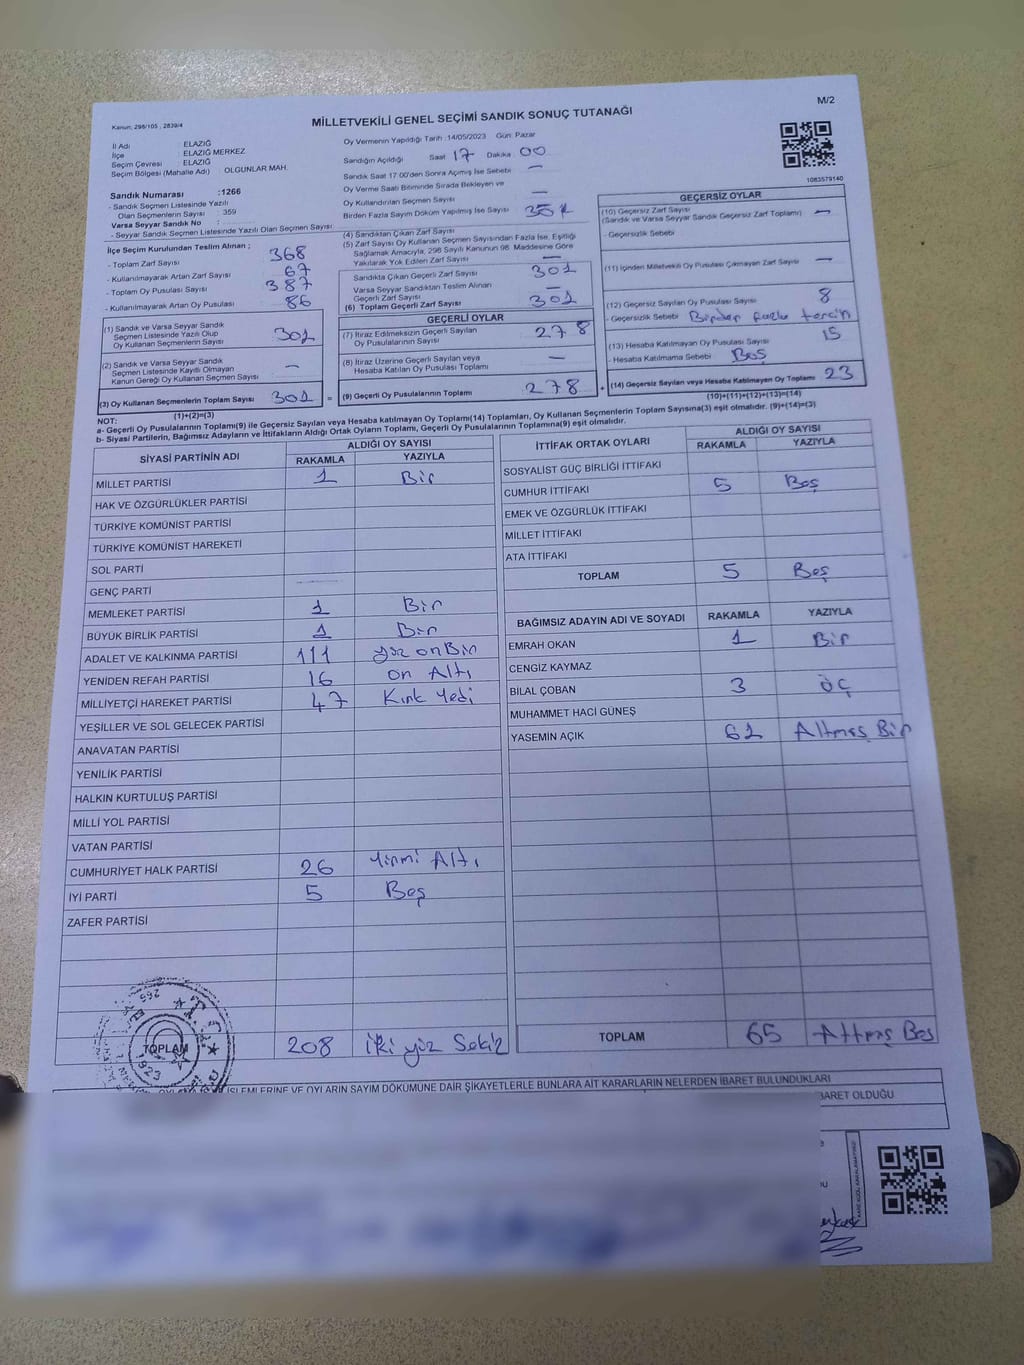 M/2
MİLLETVEKİLİ GENEL SEÇİMİ SANDIK SONUÇ TUTANAĞI
Kanun: 298/105 , 2839/4
İl Adı : ELAZIĞ
İlçe : ELAZIĞ MERKEZ
Seçim Çevresi : ELAZIĞ
Seçim Bölgesi (Mahalle Adı) OLGUNLAR MAH.
Sandık Numarası :1266
- Sandık Seçmen Listesinde Yazılı
Olan Seçmenlerin Sayısı : 359
Varsa Seyyar Sandık No :
- Seyyar Sandık Seçmen Listesinde Yazılı Olan Seçmen Sayısı
İlçe Seçim Kurulundan Teslim Alınan ;
- Toplam Zarf Sayısı : 368
- Kullanılmayarak Artan Zarf Sayısı : 67
- Toplam Oy Pusulası Sayısı : 387
- Kullanılmayarak Artan Oy Pusulası : 86
(1) Sandık ve Varsa Seyyar Sandık
Seçmen Listesinde Yazılı Olup
Oy Kullanan Seçmenlerin Sayısı 301
(2) Sandık ve Varsa Seyyar Sandık
Seçmen Listesinde Kayıtlı Olmayan
Kanun Gereği Oy Kullanan Seçmen Sayısı —
(3) Oy Kullanan Seçmenlerin Toplam Sayısı 301
(1)+(2)=(3)
Oy Vermenin Yapıldığı Tarih :14/05/2023 Gün: Pazar
Sandığın Açıldığı Saat 17 Dakika : 00
Sandık Saat 17.00'den Sonra Açılmış İse Sebebi —
Oy Verme Saati Bitiminde Sırada Bekleyen ve
Oy Kullandırılan Seçmen Sayısı —
Birden Fazla Sayım Döküm Yapılmış İse Sayısı
(4) Sandıktan Çıkan Zarf Sayısı
(5) Zarf Sayısı Oy Kullanan Seçmen Sayısından Fazla İse, Eşitliği
Sağlamak Amacıyla, 298 Sayılı Kanunun 98. Maddesine Göre
Yakılarak Yok Edilen Zarf Sayısı —
Sandıkta Çıkan Geçerli Zarf Sayısı 301
Varsa Seyyar Sandıktan Teslim Alınan
Geçerli Zarf Sayısı —
(6) Toplam Geçerli Zarf Sayısı 301
GEÇERLİ OYLAR
(7) İtiraz Edilmeksizin Geçerli Sayılan
Oy Pusulalarının Sayısı 278
(8) İtiraz Üzerine Geçerli Sayılan veya
Hesaba Katılan Oy Pusulası Toplamı —
= (9) Geçerli Oy Pusulalarının Toplamı 278 +
1083579140
GEÇERSİZ OYLAR
(10) Geçersiz Zarf Sayısı
(Sandık ve Varsa Seyyar Sandık Geçersiz Zarf Toplamı) —
- Geçersizlik Sebebi
(11) İçinden Milletvekili Oy Pusulası Çıkmayan Zarf Sayısı —
(12) Geçersiz Sayılan Oy Pusulası Sayısı 8
- Geçersizlik Sebebi Birden fazla tercih
(13) Hesaba Katılmayan Oy Pusulası Sayısı 15
- Hesaba Katılmama Sebebi Boş
(14) Geçersiz Sayılan veya Hesaba Katılmayan Oy Toplamı 23
(10)+(11)+(12)+(13)=(14)
NOT:
a- Geçerli Oy Pusulalarının Toplamı(9) ile Geçersiz Sayılan veya Hesaba katılmayan Oy Toplamı(14) Toplamları, Oy Kullanan Seçmenlerin Toplam Sayısına(3) eşit olmalıdır. (9)+(14)=(3)
b- Siyasi Partilerin, Bağımsız Adayların ve İttifakların Aldığı Ortak Oyların Toplamı, Geçerli Oy Pusulalarının Toplamına(9) eşit olmalıdır.
SİYASİ PARTİNİN ADI ALDIĞI OY SAYISI
RAKAMLA YAZIYLA
MİLLET PARTİSİ 1 Bir
HAK VE ÖZGÜRLÜKLER PARTİSİ
TÜRKİYE KOMÜNİST PARTİSİ
TÜRKİYE KOMÜNİST HAREKETİ
SOL PARTİ
GENÇ PARTİ
MEMLEKET PARTİSİ 1 Bir
BÜYÜK BİRLİK PARTİSİ 1 Bir
ADALET VE KALKINMA PARTİSİ 111 yüz onBir
YENİDEN REFAH PARTİSİ 16 on Altı
MİLLİYETÇİ HAREKET PARTİSİ 47 Kırk Yedi
YEŞİLLER VE SOL GELECEK PARTİSİ
ANAVATAN PARTİSİ
YENİLİK PARTİSİ
HALKIN KURTULUŞ PARTİSİ
MİLLİ YOL PARTİSİ
VATAN PARTİSİ
CUMHURİYET HALK PARTİSİ 26 Yirmi Altı
İYİ PARTİ 5 Beş
ZAFER PARTİSİ
TOPLAM 208 iki yüz Sekiz
İTTİFAK ORTAK OYLARI ALDIĞI OY SAYISI
RAKAMLA YAZIYLA
SOSYALİST GÜÇ BİRLİĞİ İTTİFAKI
CUMHUR İTTİFAKI 5 Beş
EMEK VE ÖZGÜRLÜK İTTİFAKI
MİLLET İTTİFAKI
ATA İTTİFAKI
TOPLAM 5 Beş
BAĞIMSIZ ADAYIN ADI VE SOYADI RAKAMLA YAZIYLA
EMRAH OKAN 1 Bir
CENGİZ KAYMAZ
BİLAL ÇOBAN 3 ÜÇ
MUHAMMET HACI GÜNEŞ
YASEMİN AÇIK 61 Altmış Bir
TOPLAM 65 Altmış Beş
İŞLEMLERİNE VE OYLARIN SAYIM DÖKÜMÜNE DAİR ŞİKAYETLERLE BUNLARA AİT KARARLARIN NELERDEN İBARET BULUNDUKLARI
İBARET OLDUĞU
T.C.
1923